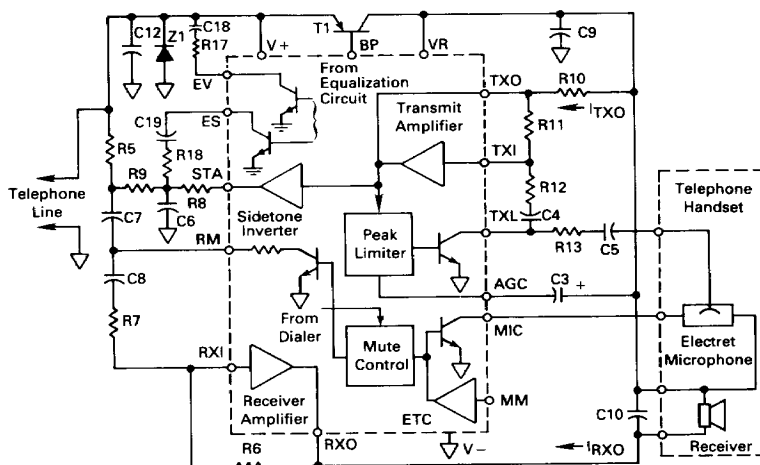 C12
Z1
C18
R17
T1
BP
V+
VR
C9
EV
From
Equalization
Circuit
TXO
R10
I TXO
C19
ES
Transmit
Amplifier
R11
R5
R18
TXI
R9
STA
R12
Telephone
Handset
Telephone
Line
R8
C7
C6
Sidetone
Inverter
TXL
C4
Peak
Limiter
R13
C5
RM
C8
AGC
C3
+
From
Dialer
MIC
R7
Mute
Control
Electret
Microphone
RXI
MM
Receiver
Amplifier
ETC
C10
R6
RXO
V−
I RXO
Receiver